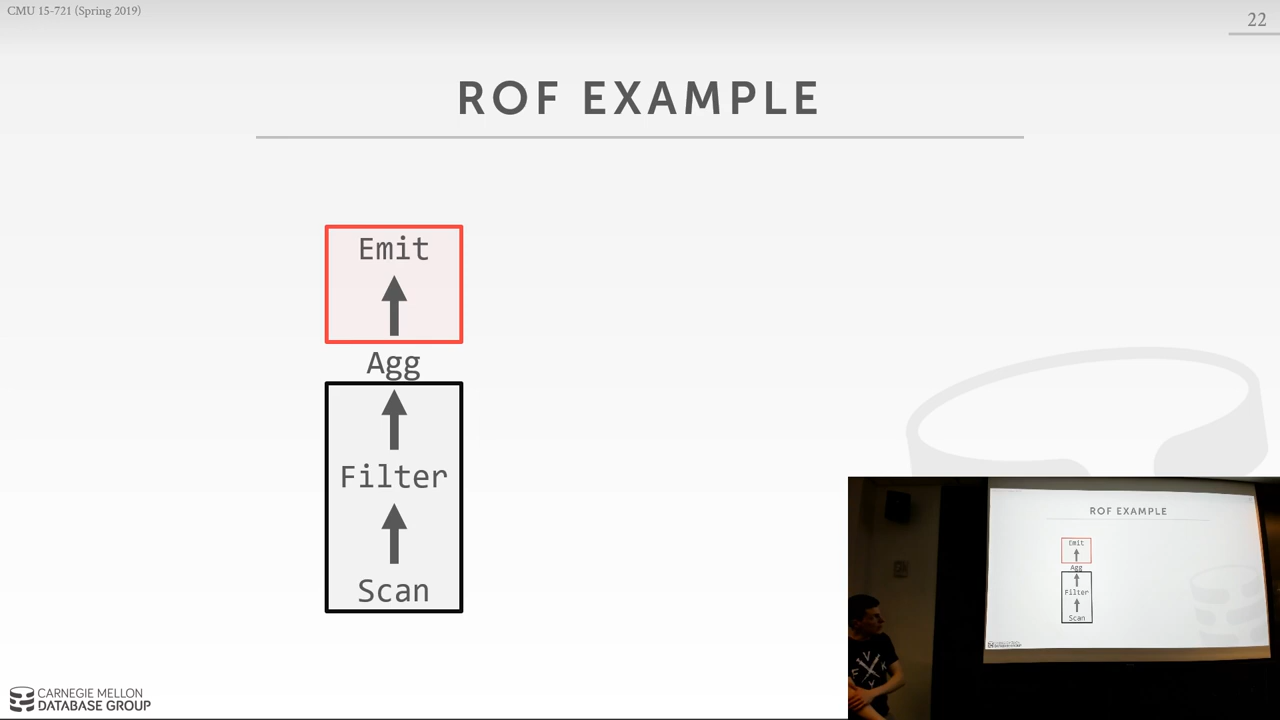 CMU 15-721 (Spring 2019)
22
ROF EXAMPLE
Emit
Agg
Filter
Scan
CARNEGIE MELLON
DATABASE GROUP
ROF EXAMPLE
Emit
Agg
Filter
Scan